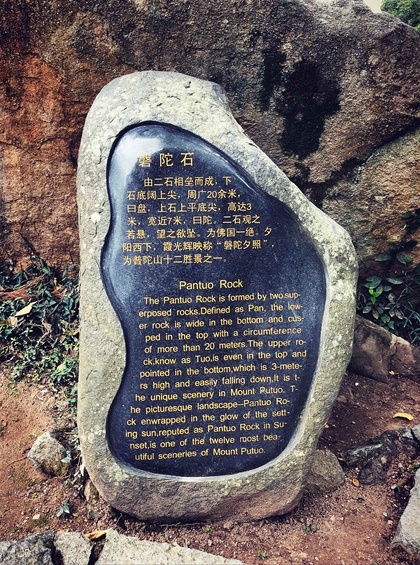 磐陀石
由二石相垒而成，下
石底阔上尖，周广20余米，
曰盘，上石上平底尖，高达3
米，宽近7米，曰陀，二石观之
若悬，望之欲坠。为佛国一绝。夕
阳西下，霞光辉映称“磐陀夕照”，
为普陀山十二胜景之一。
Pantuo Rock
The Pantuo Rock is formed by two sup-
erposed rocks.Defined as Pan, the low-
er rock is wide in the bottom and cus-
ped in the top with a circumference
of more than 20 meters.The upper ro-
ck,know as Tuo,is even in the top and
pointed in the bottom,which is 3-mete-
rs high and easily falling down,It is t-
he unique scenery in Mount Putuo. T-
he picturesque landscape--Pantuo Ro-
ck enwrapped in the glow of the sett-
ing sun,reputed as Pantuo Rock in Su-
nset,is one of the twelve most bea-
utiful sceneries of Mount Putuo.